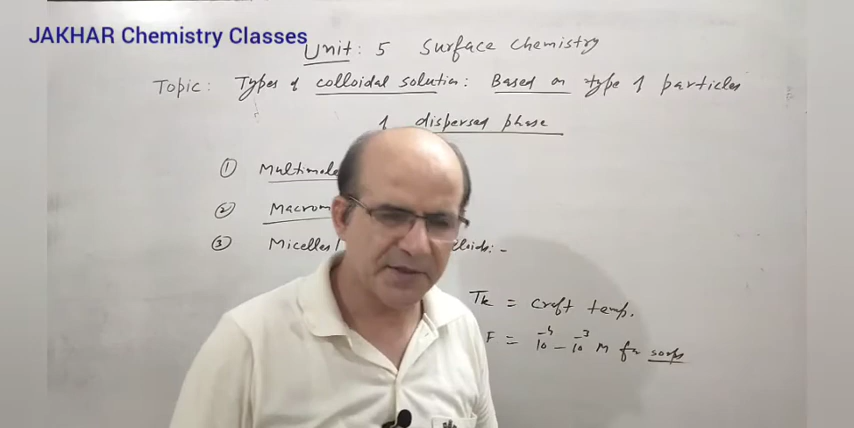 JAKHAR Chemistry Classes
Unit: 5 Surface Chemistry
Topic: Types of colloidal solution: Based on type of particles
of dispersed phase
① Multimole
② Macrom
③ Micelles/
Tk = craft temp.
F = 10⁻⁴ – 10⁻³ M for soaps